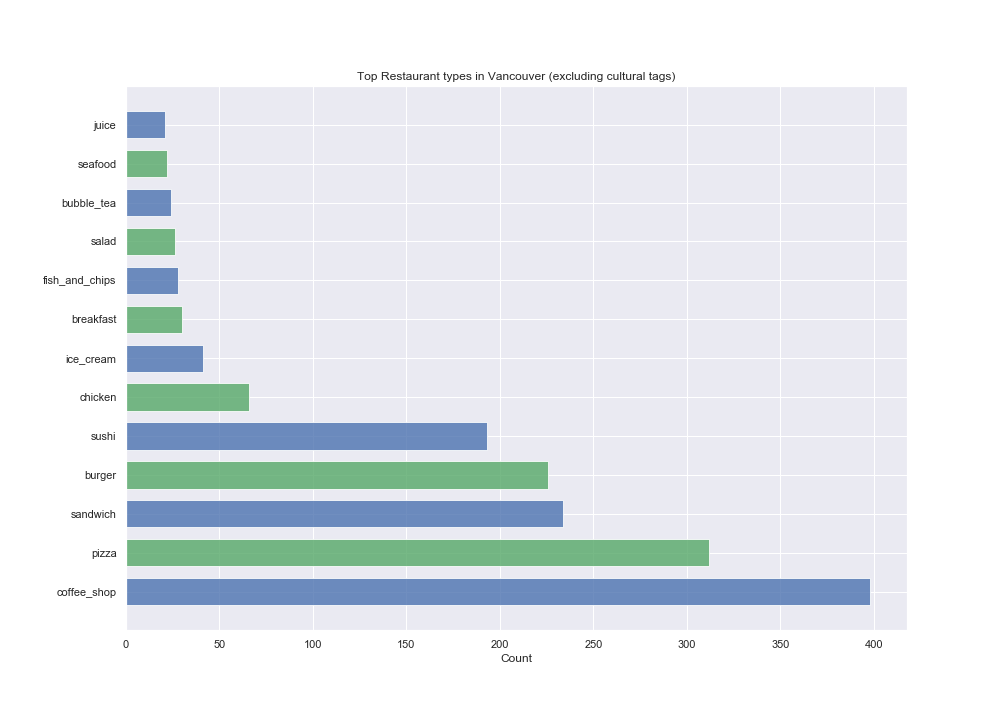 Top Restaurant types in Vancouver (excluding cultural tags)
juice
seafood
bubble_tea
salad
fish_and_chips
breakfast
ice_cream
chicken
sushi
burger
sandwich
pizza
coffee_shop
0 50 100 150 200 250 300 350 400
Count